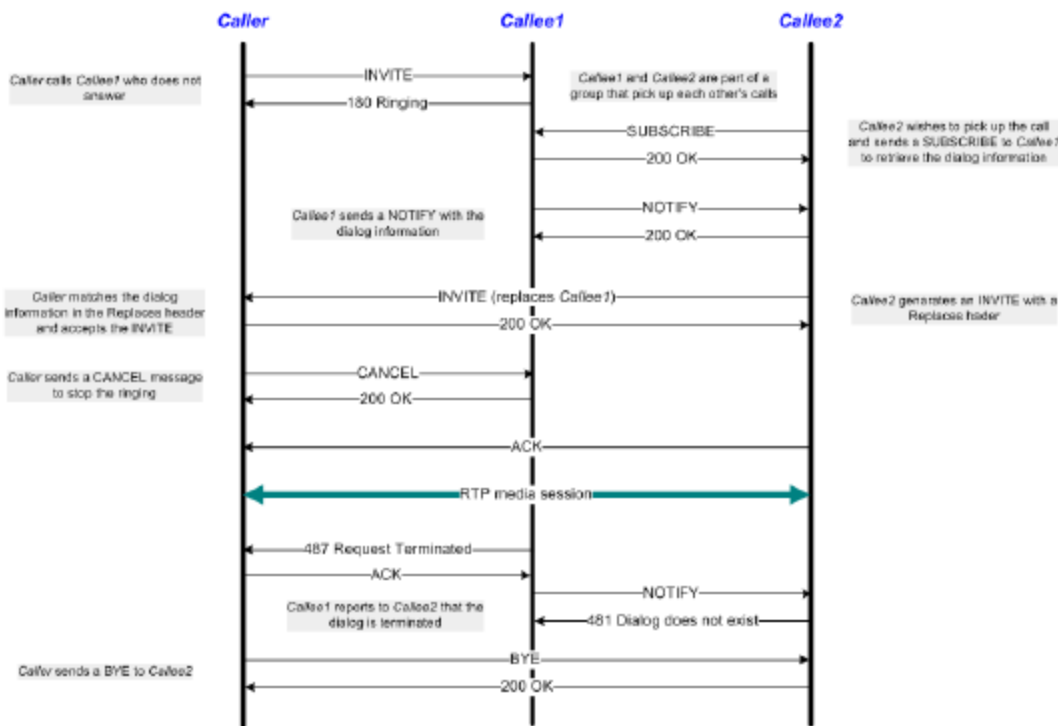 Caller Callee1 Callee2
INVITE
Caller calls Callee1 who does not
answer
Callee1 and Callee2 are part of a
group that pick up each other's calls
180 Ringing
SUBSCRIBE
Callee2 wishes to pick up the call
and sends a SUBSCRIBE to Callee1
to retrieve the dialog information
200 OK
NOTIFY
Callee1 sends a NOTIFY with the
dialog information
200 OK
INVITE (replaces Callee1)
Caller matches the dialog
information in the Replaces header
and accepts the INVITE
Callee2 generates an INVITE with a
Replaces hader
200 OK
CANCEL
Caller sends a CANCEL message
to stop the ringing
200 OK
ACK
RTP media session
487 Request Terminated
ACK
NOTIFY
Callee1 reports to Callee2 that the
dialog is terminated
481 Dialog does not exist
BYE
Caller sends a BYE to Callee2
200 OK